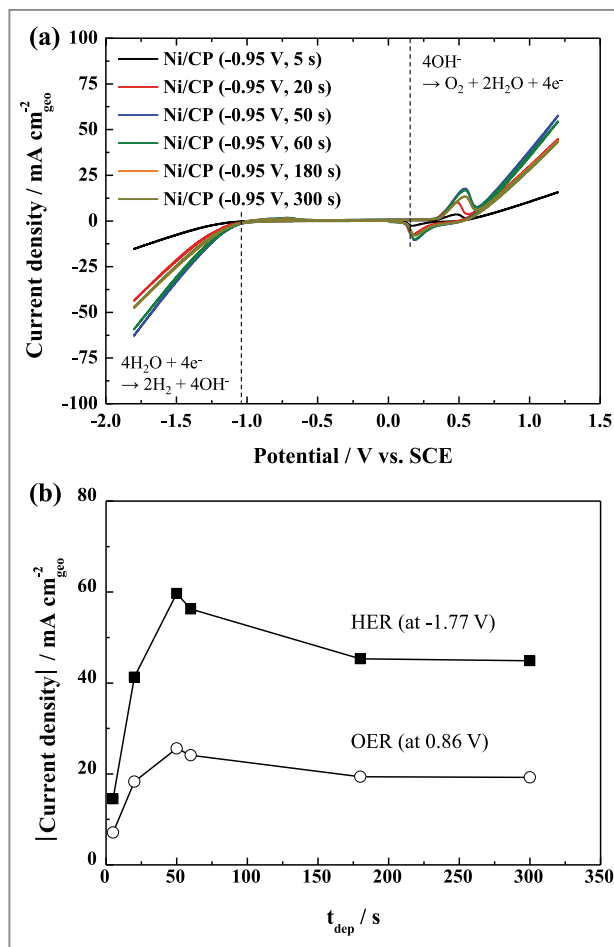 (a)
Ni/CP (-0.95 V, 5 s)
Ni/CP (-0.95 V, 20 s)
Ni/CP (-0.95 V, 50 s)
Ni/CP (-0.95 V, 60 s)
Ni/CP (-0.95 V, 180 s)
Ni/CP (-0.95 V, 300 s)
4OH⁻
→ O₂ + 2H₂O + 4e⁻
4H₂O + 4e⁻
→ 2H₂ + 4OH⁻
Current density / mA cm⁻²geo
100
75
50
25
0
-25
-50
-75
-100
-2.0 -1.5 -1.0 -0.5 0.0 0.5 1.0 1.5
Potential / V vs. SCE
(b)
|Current density| / mA cm⁻²geo
80
60
40
20
0
HER (at -1.77 V)
OER (at 0.86 V)
0 50 100 150 200 250 300 350
t_dep / s